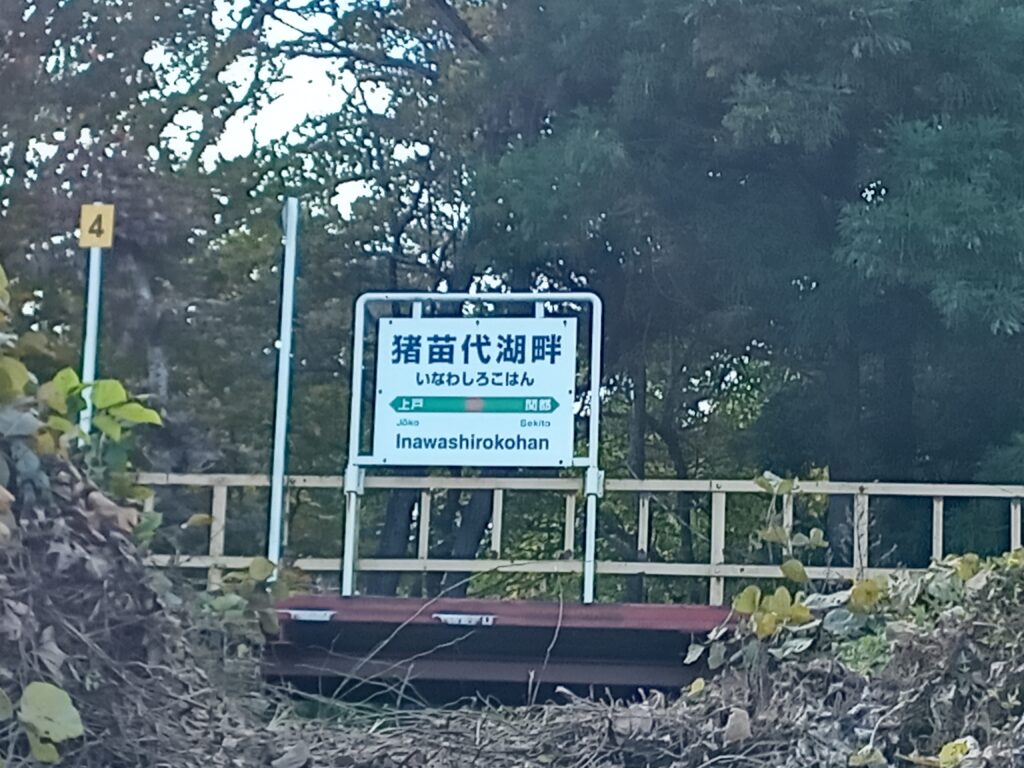 4
猪苗代湖畔
いなわしろこはん
上戸 関都
Jōko Sekito
Inawashirokohan